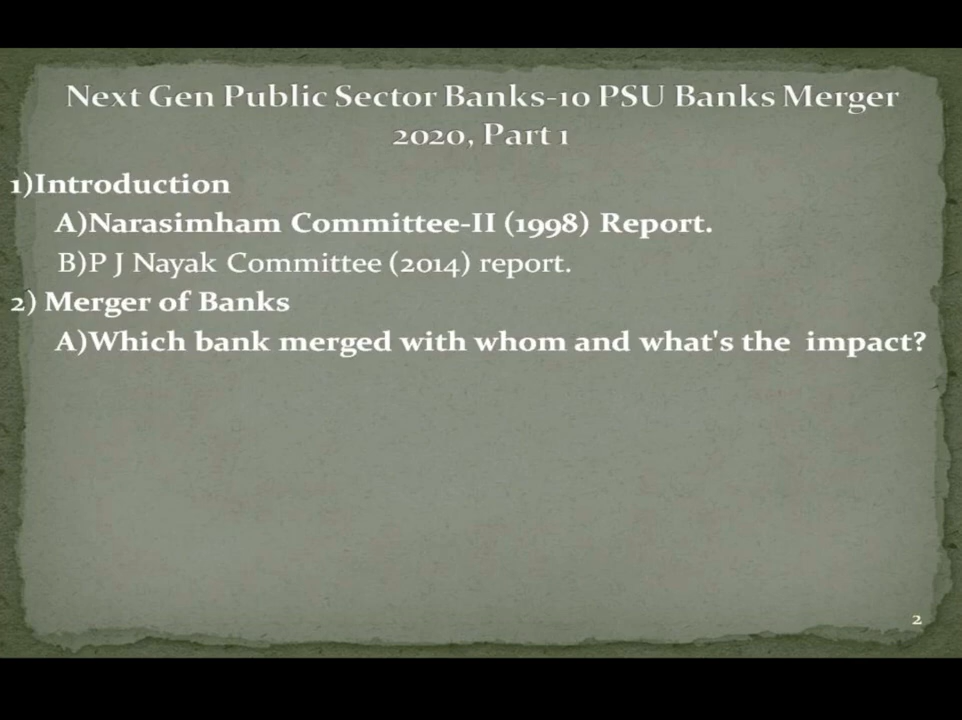 Next Gen Public Sector Banks-10 PSU Banks Merger
2020, Part 1
1)Introduction
A)Narasimham Committee-II (1998) Report.
B)P J Nayak Committee (2014) report.
2) Merger of Banks
A)Which bank merged with whom and what's the impact?
2